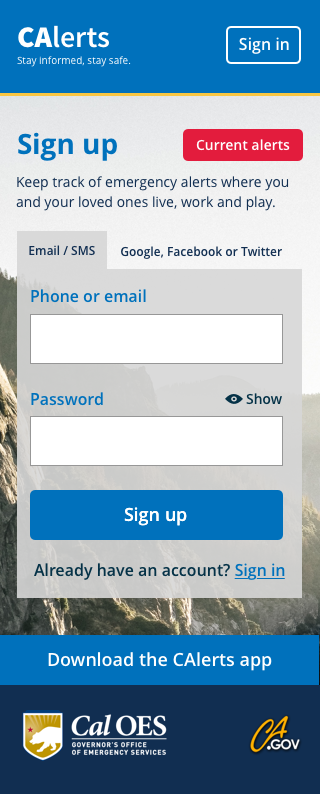 CAlerts
Stay informed, stay safe.
Sign in
Sign up
Current alerts
Keep track of emergency alerts where you
and your loved ones live, work and play.
Email / SMS
Google, Facebook or Twitter
Phone or email
Password
Show
Sign up
Already have an account? Sign in
Download the CAlerts app
Cal OES
GOVERNOR'S OFFICE
OF EMERGENCY SERVICES
CA.GOV